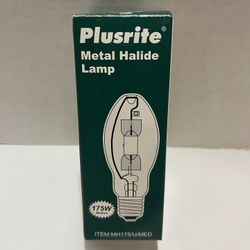 Plusrite®
Metal Halide
Lamp
175W
ITEM:MH175/U/MED